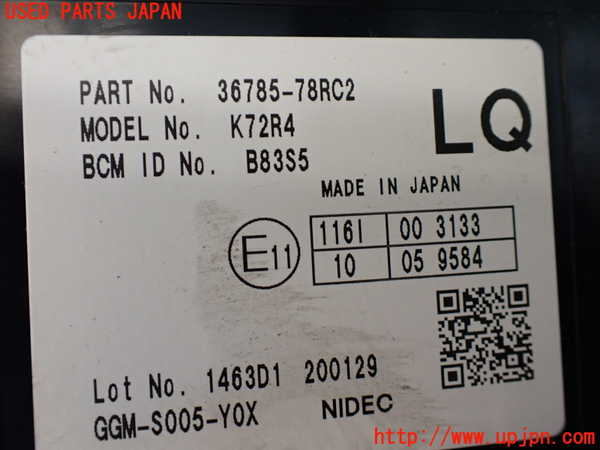 USED PARTS JAPAN
PART No. 36785-78RC2
MODEL No. K72R4
BCM ID No. B83S5
LQ
MADE IN JAPAN
E11
116I 00 3133
10 05 9584
Lot No. 1463D1 200129
GGM-S005-Y0X NIDEC
http://www.upjpn.com/